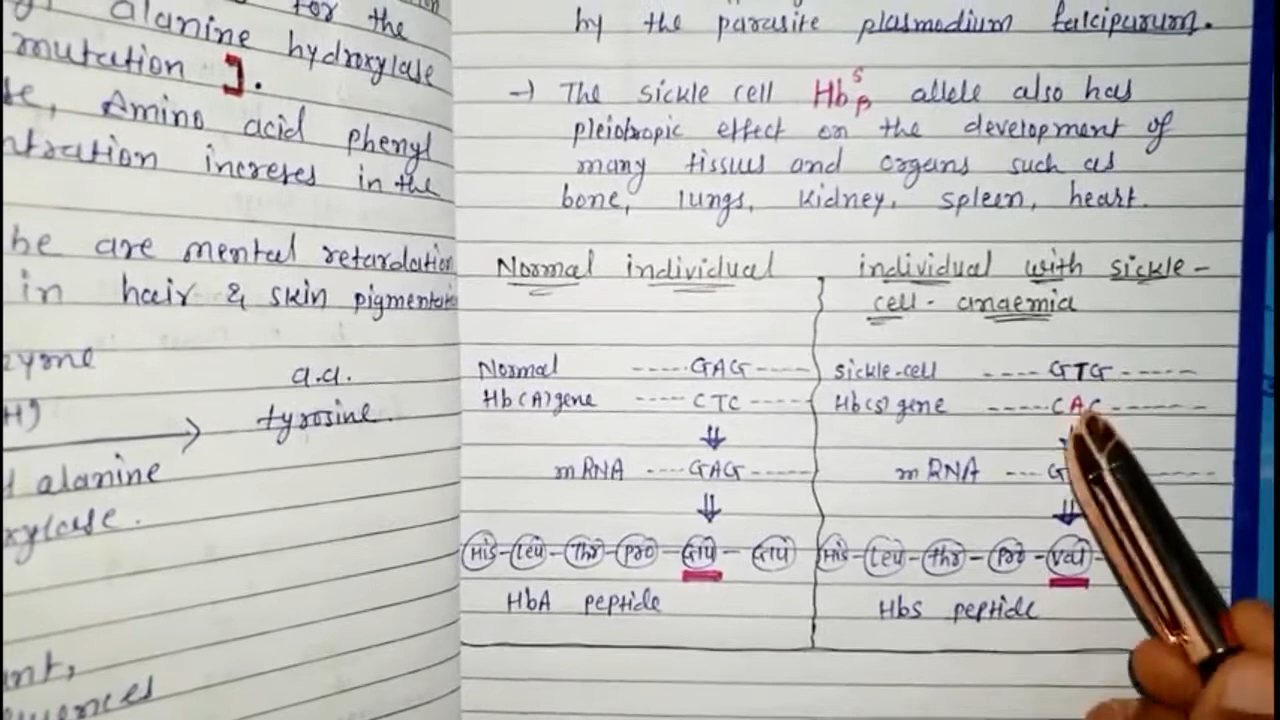 for the
alanine hydroxylase
mutation ].
Amino acid phenyl
ntration increses in the
be are mental retardation
in hair & skin pigmentati
zyme
a.a.
tyrosine
H)
alanine
xylase.
by the parasite plasmodium falciparum.
→ The sickle cell Hb^S_β allele also has
pleiotropic effect on the development of
many tissues and organs such as
bone, lungs, kidney, spleen, heart.
Normal individual
Normal -----GAG----
Hb(A)gene ----CTC----
⇓
mRNA ----GAG----
⇓
His-Leu-Thr-Pro-Glu-Glu
HbA peptide
individual with sickle-
cell-anaemia
sickle-cell ----GTG-----
Hb(s) gene -----CAC-------
mRNA ---G
⇓
His-Leu-thr-Pro-Val-
HbS peptide